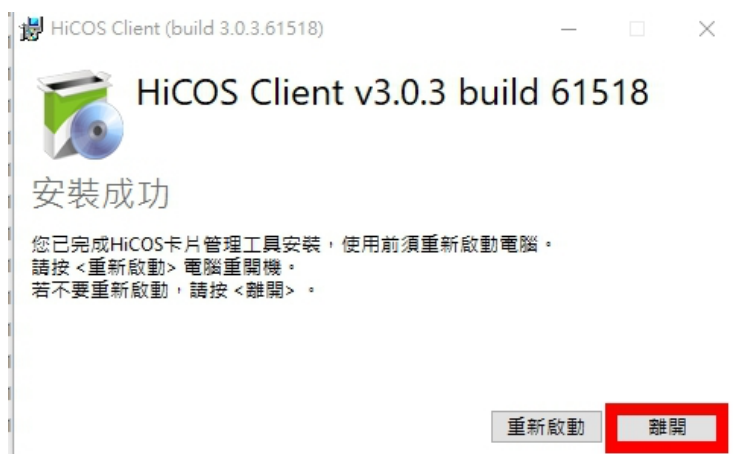 HiCOS Client (build 3.0.3.61518)
HiCOS Client v3.0.3 build 61518
安裝成功
您已完成HiCOS卡片管理工具安裝，使用前須重新啟動電腦。
請按 <重新啟動> 電腦重開機。
若不要重新啟動，請按 <離開> 。
重新啟動
離開